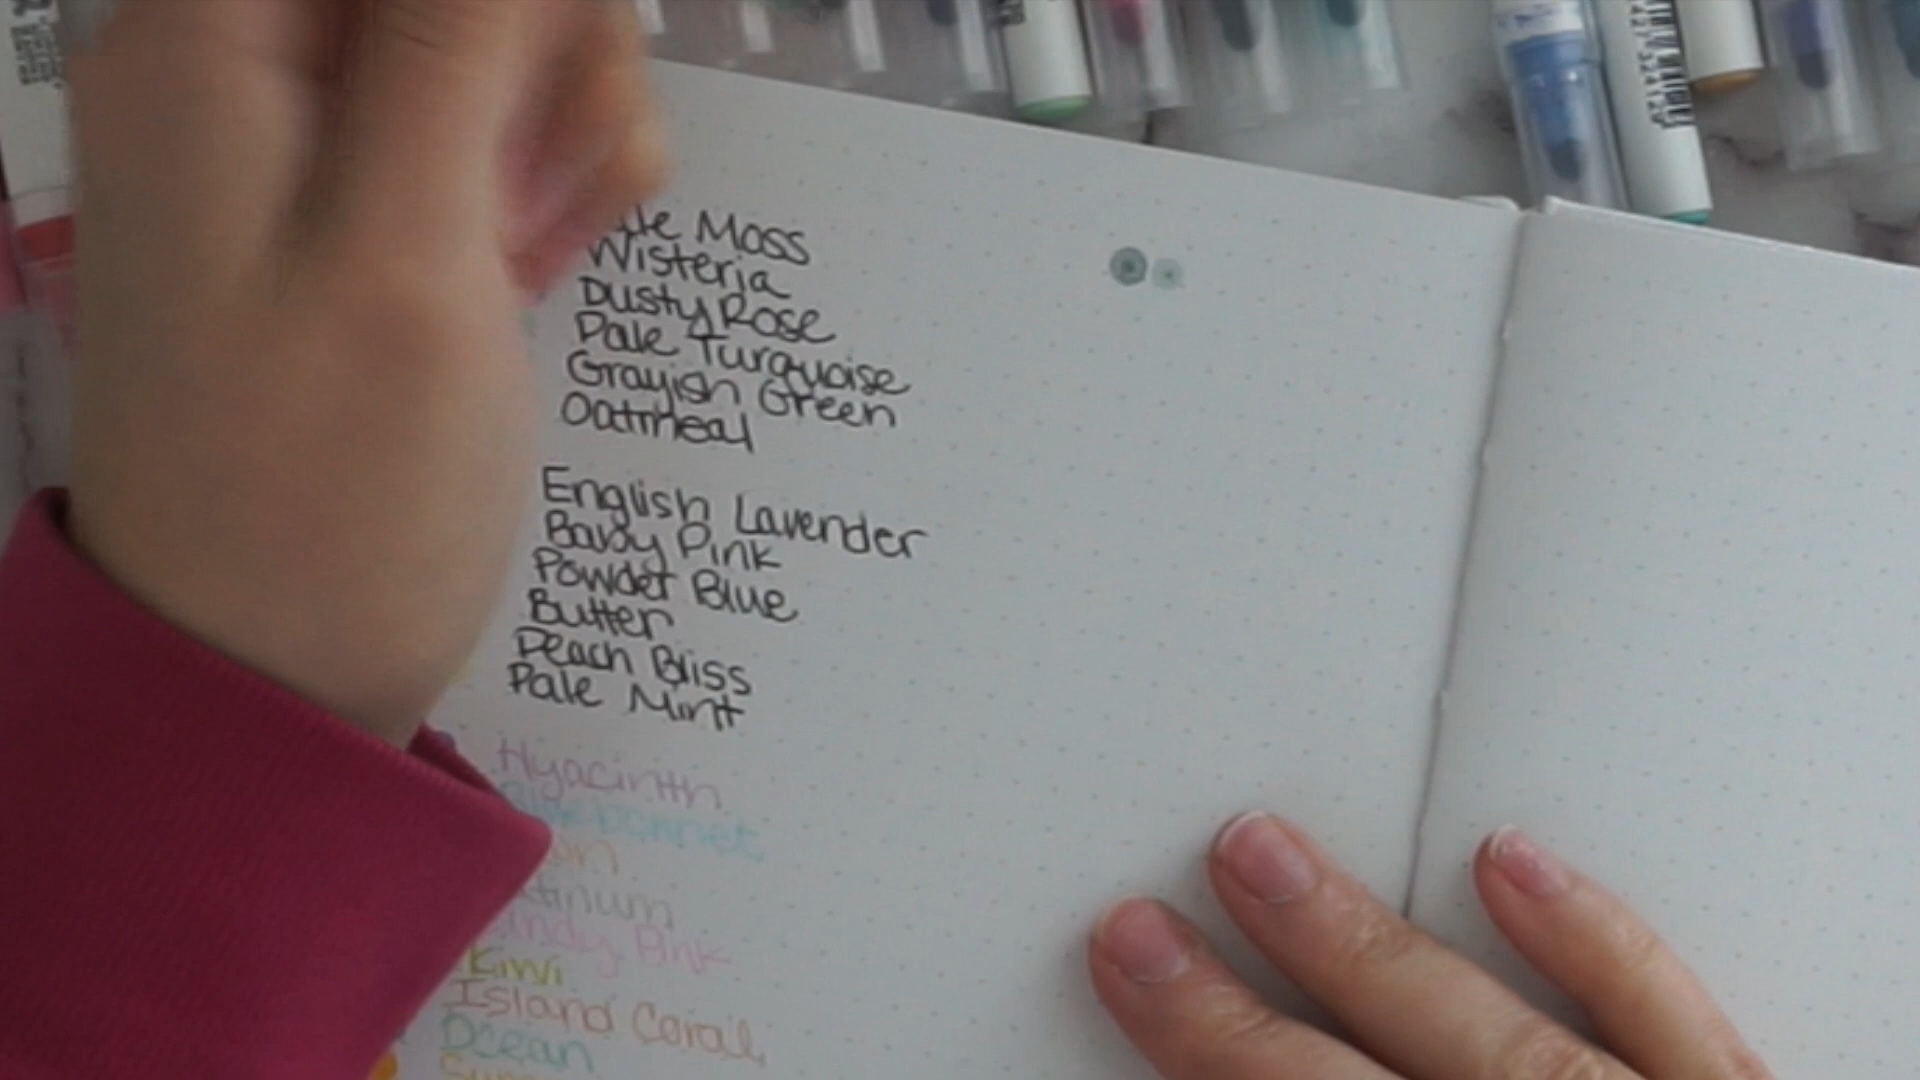 Moss
Wisteria
Dusty Rose
Pale Turquoise
Grayish Green
Oatmeal
English Lavender
Baby Pink
Powder Blue
Butter
Peach Bliss
Pale Mint
Hyacinth
Pink
Kiwi
Island Coral
Ocean